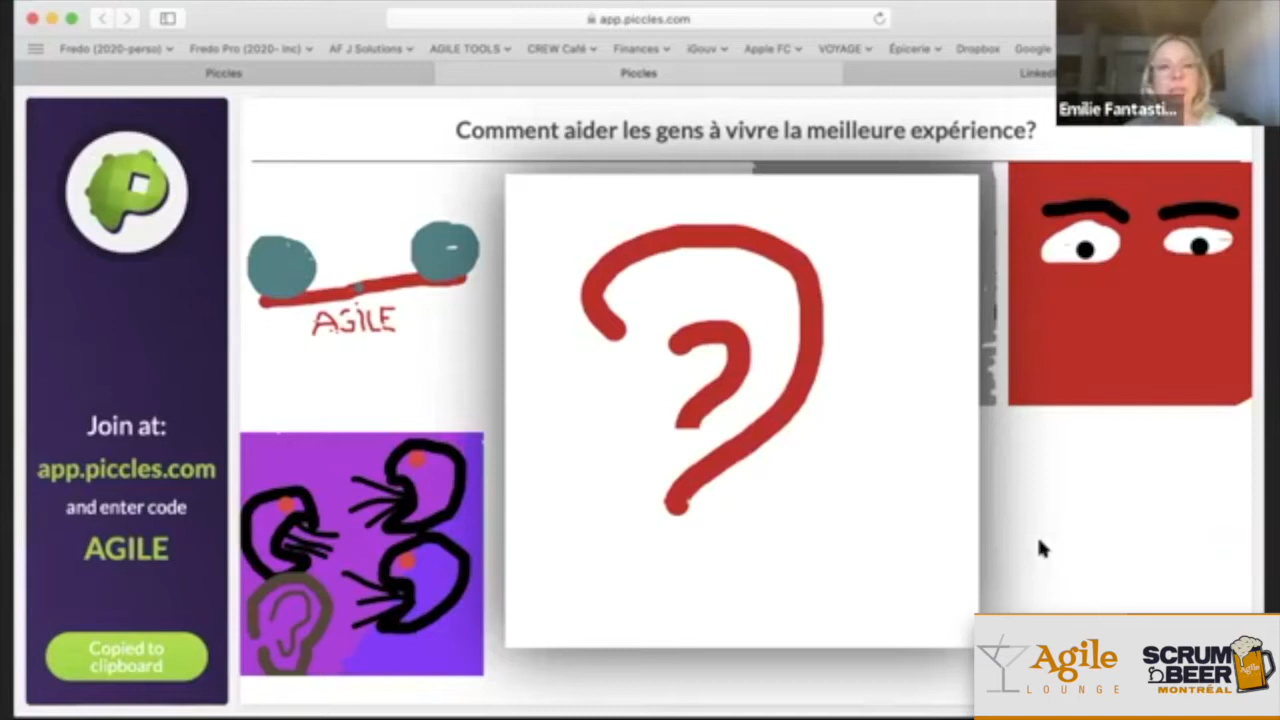 app.piccles.com
Fredo (2020-perso) Fredo Pro (2020- Inc) AF J Solutions AGILE TOOLS CREW Café Finances iGouv Apple FC VOYAGE Épicerie Dropbox Google
Piccles Piccles LinkedI
Emilie Fantasti...
Comment aider les gens à vivre la meilleure expérience?
AGILE
?
Join at:
app.piccles.com
and enter code
AGILE
Copied to
clipboard
Agile
LOUNGE
SCRUM
BEER
Agile
MONTRÉAL